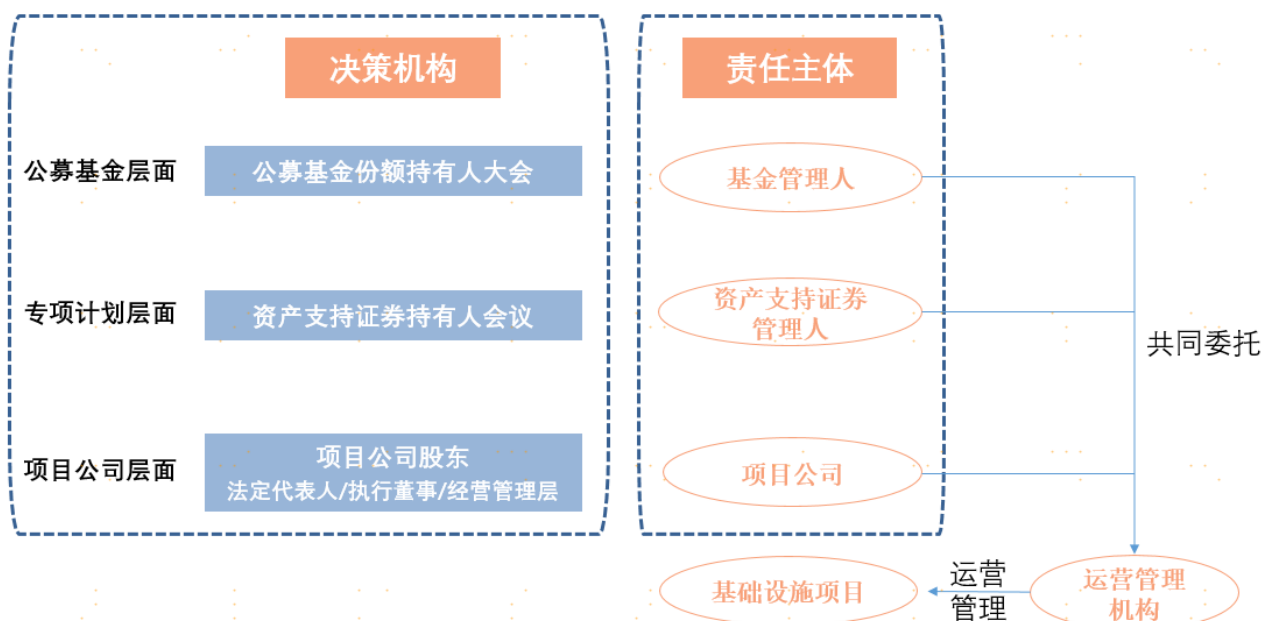 决策机构
责任主体
公募基金层面
公募基金份额持有人大会
基金管理人
专项计划层面
资产支持证券持有人会议
资产支持证券
管理人
共同委托
项目公司层面
项目公司股东
法定代表人/执行董事/经营管理层
项目公司
基础设施项目
运营
管理
运营管理
机构